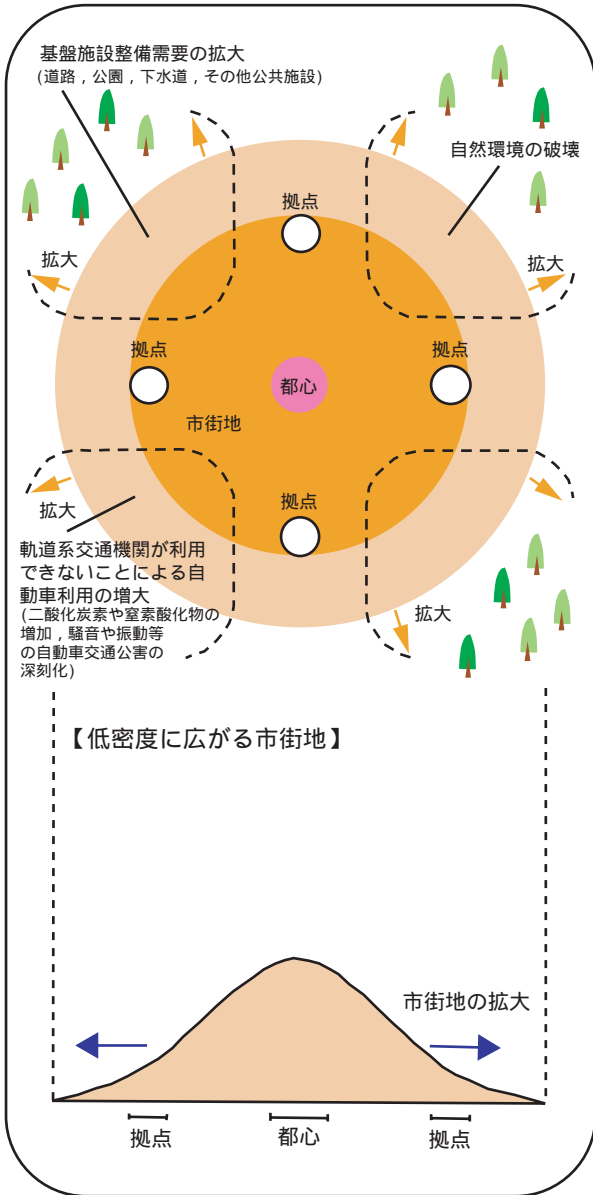 基盤施設整備需要の拡大
(道路，公園，下水道，その他公共施設)
自然環境の破壊
拠点
拡大
拡大
拠点
拠点
都心
市街地
拠点
拡大
軌道系交通機関が利用
できないことによる自
動車利用の増大
(二酸化炭素や窒素酸化物の
増加，騒音や振動等
の自動車交通公害の
深刻化)
拡大
【低密度に広がる市街地】
市街地の拡大
拠点
都心
拠点